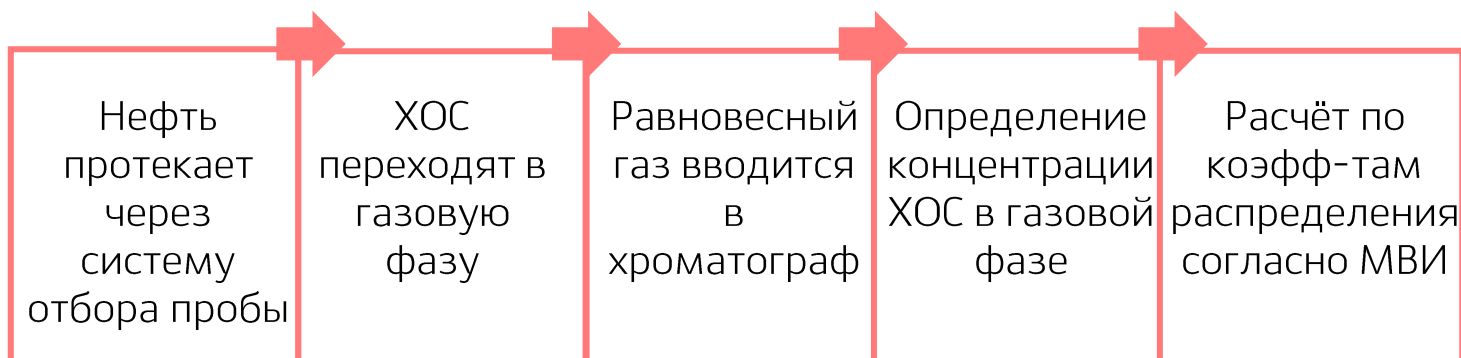 Нефть
протекает
через
систему
отбора пробы
ХОС
переходят в
газовую
фазу
Равновесный
газ вводится
в
хроматограф
Определение
концентрации
ХОС в газовой
фазе
Расчёт по
коэфф-там
распределения
согласно МВИ